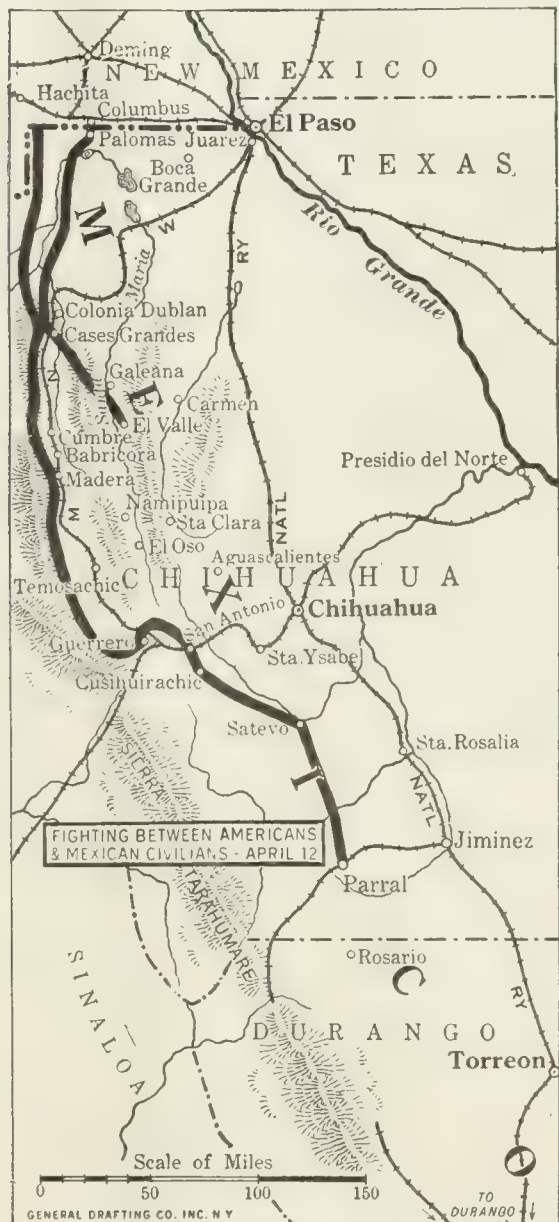 Deming
NEW MEXICO
Hachita
Columbus
El Paso
Palomas Juarez
TEXAS
Boca
Grande
Rio Grande
M
W
RY
Maria
Colonia Dublan
Cases Grandes
N
Galeana
E
Carmen
El Valle
Cumbre
Babricora
Presidio del Norte
Madera
M
Namipuipa
NATL
Sta Clara
El Oso
Aguascalientes
CHIHUAHUA
Temosachic
X
San Antonio
Chihuahua
Guerrero
Sta. Ysabel
Cusihuirachic
Satevo
Sta. Rosalia
SIERRA
I
NATL
FIGHTING BETWEEN AMERICANS
& MEXICAN CIVILIANS - APRIL 12
Jiminez
Parral
TARAHUMARE
SINALOA
Rosario
C
RY
DURANGO
Torreon
O
Scale of Miles
0 50 100 150
TO
DURANGO
GENERAL DRAFTING CO. INC. N Y